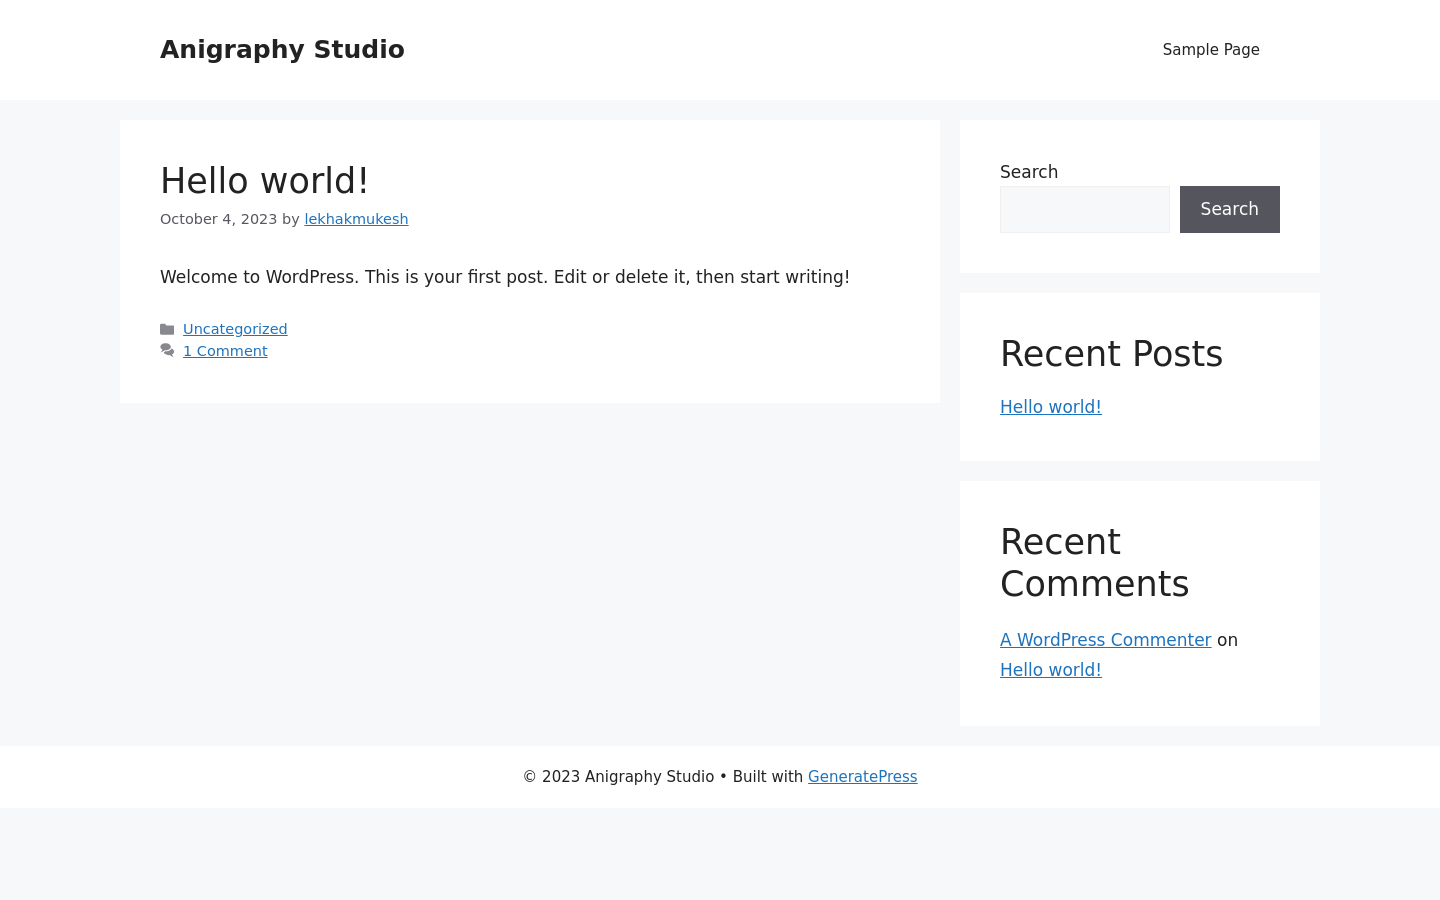 Anigraphy Studio
Sample Page
Hello world!
October 4, 2023 by lekhakmukesh
Welcome to WordPress. This is your first post. Edit or delete it, then start writing!
Uncategorized
1 Comment
Search
Search
Recent Posts
Hello world!
Recent
Comments
A WordPress Commenter on
Hello world!
© 2023 Anigraphy Studio • Built with GeneratePress